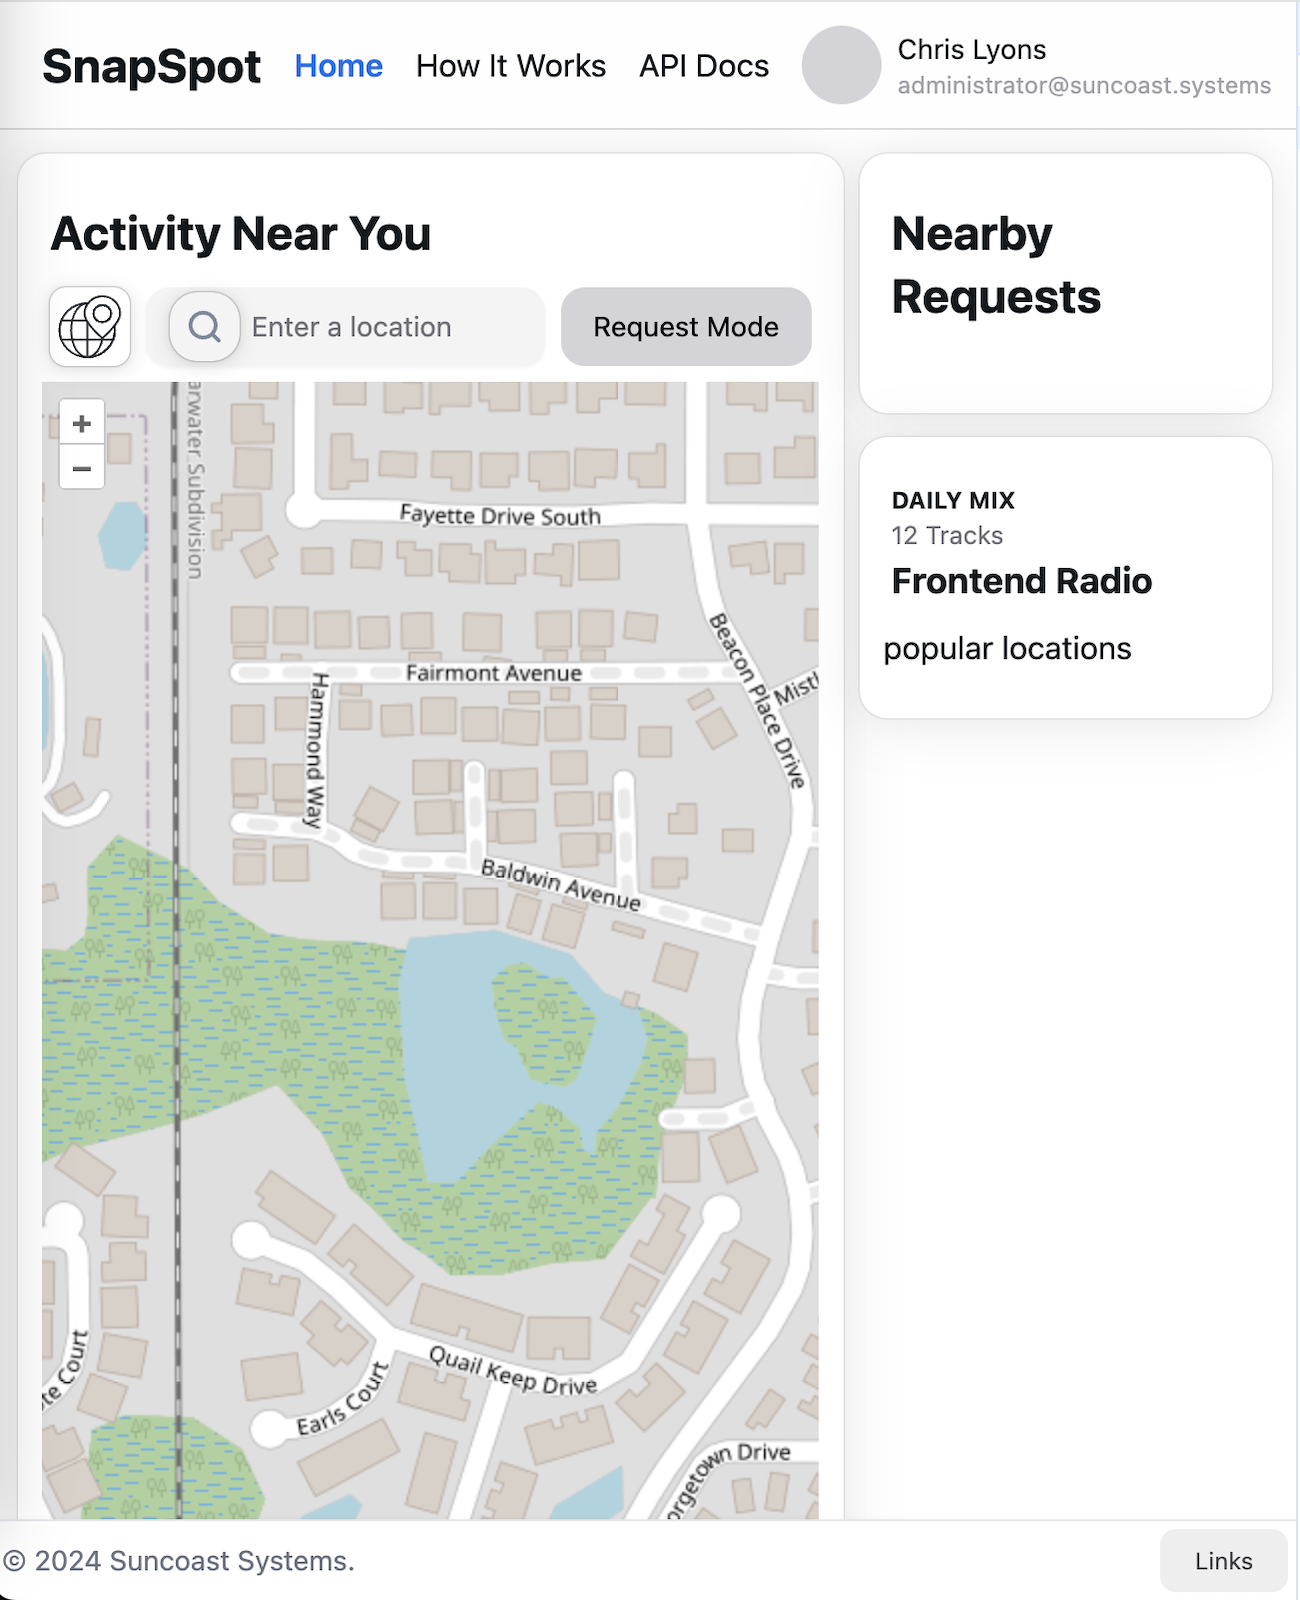 SnapSpot
Home
How It Works
API Docs
Chris Lyons
administrator@suncoast.systems
Activity Near You
Enter a location
Request Mode
+
−
arwater Subdivision
Fayette Drive South
Beacon Place Drive
Fairmont Avenue
Mistl
Hammond Way
Baldwin Avenue
Quail Keep Drive
te Court
Earls Court
orgetown Drive
Nearby
Requests
DAILY MIX
12 Tracks
Frontend Radio
popular locations
© 2024 Suncoast Systems.
Links